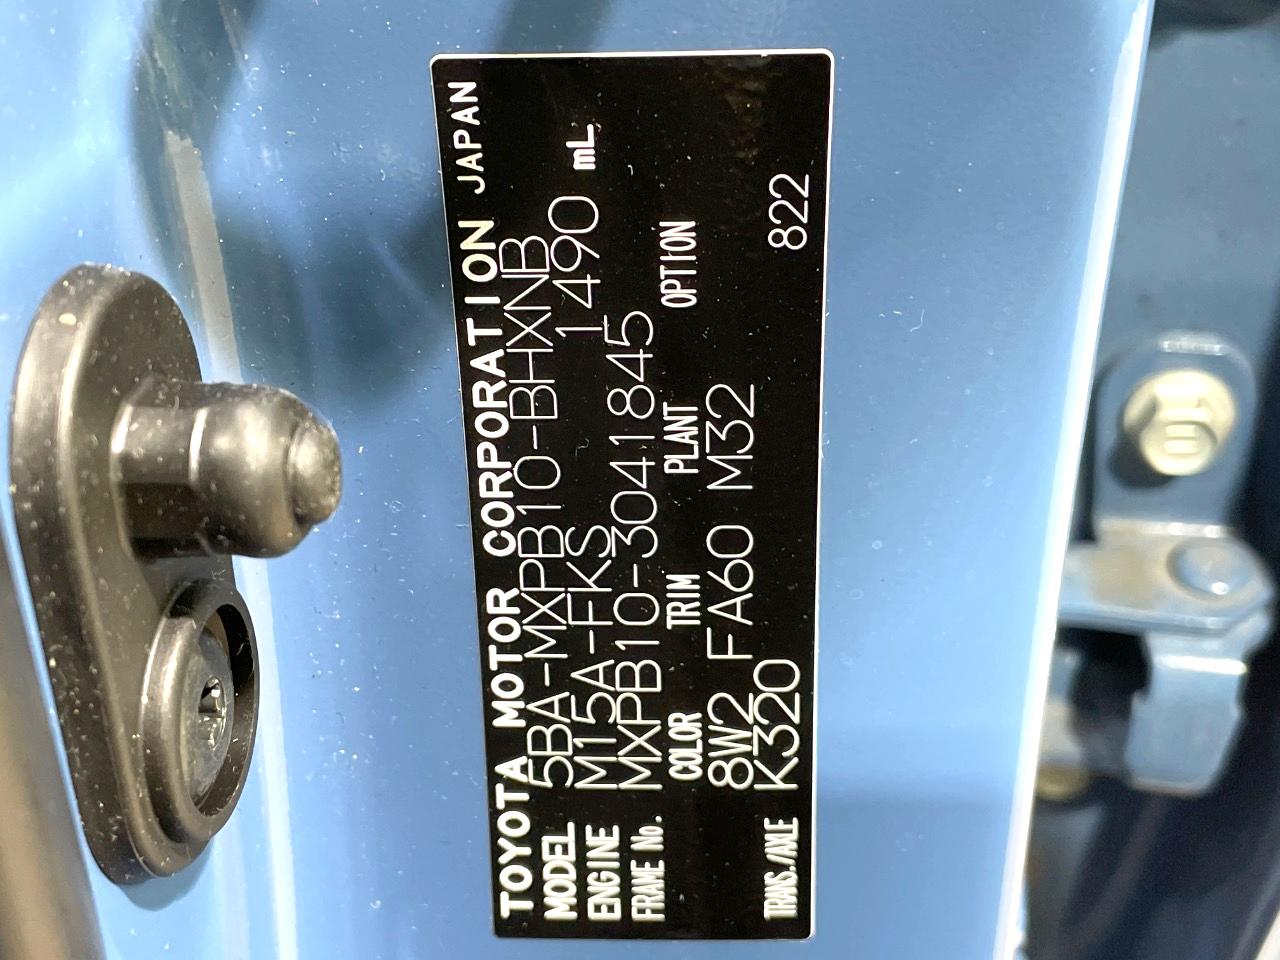 TOYOTA MOTOR CORPORATION JAPAN
MODEL 5BA-MXPB10-BHXNB
ENGINE M15A-FKS 1490 mL
FRAME No. MXPB10-3041845
COLOR TRIM PLANT OPTION
8W2 FA60 M32
TRANS./AXLE K320 822